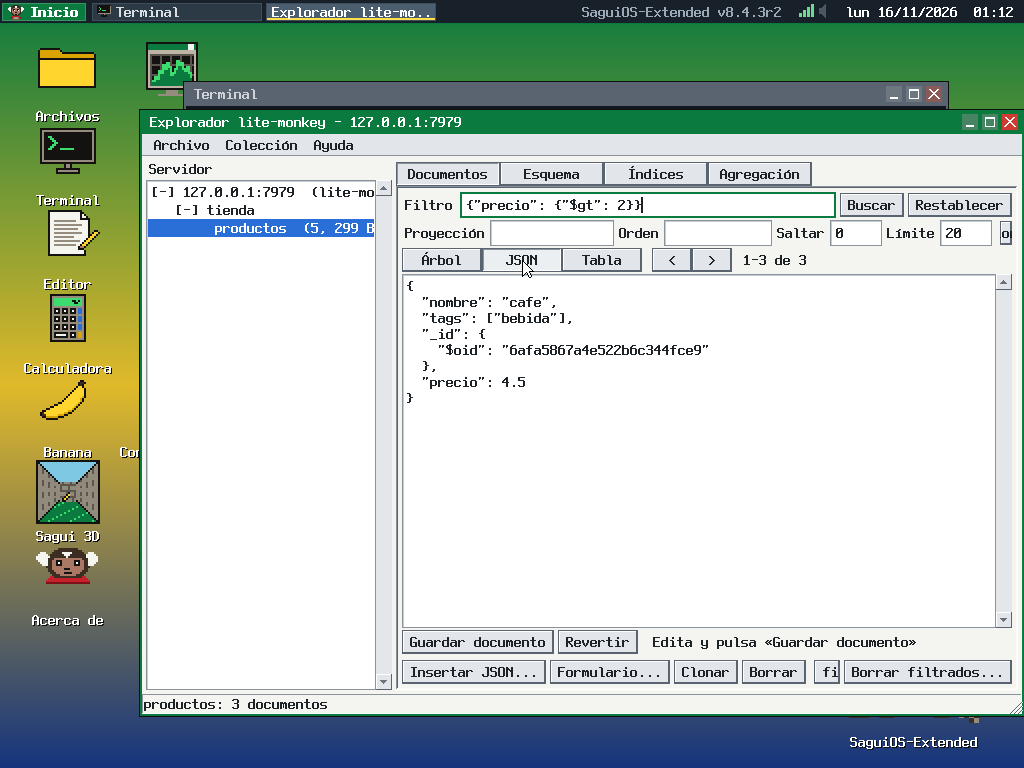 Inicio
Terminal
Explorador lite-mo..
SaguiOS-Extended v8.4.3r2
lun 16/11/2026 01:12
Archivos
Terminal
Editor
Calculadora
Banana
Sagui 3D
Acerca de
Terminal
Explorador lite-monkey - 127.0.0.1:7979
Archivo Colección Ayuda
Servidor
[-] 127.0.0.1:7979 (lite-mo
[-] tienda
productos (5, 299 B
Documentos Esquema Índices Agregación
Filtro {"precio": {"$gt": 2}} Buscar Restablecer
Proyección Orden Saltar 0 Límite 20
Árbol JSON Tabla < > 1-3 de 3
{
"nombre": "cafe",
"tags": ["bebida"],
"_id": {
"$oid": "6afa5867a4e522b6c344fce9"
},
"precio": 4.5
}
Guardar documento Revertir Edita y pulsa «Guardar documento»
Insertar JSON... Formulario... Clonar Borrar fi Borrar filtrados...
productos: 3 documentos
SaguiOS-Extended